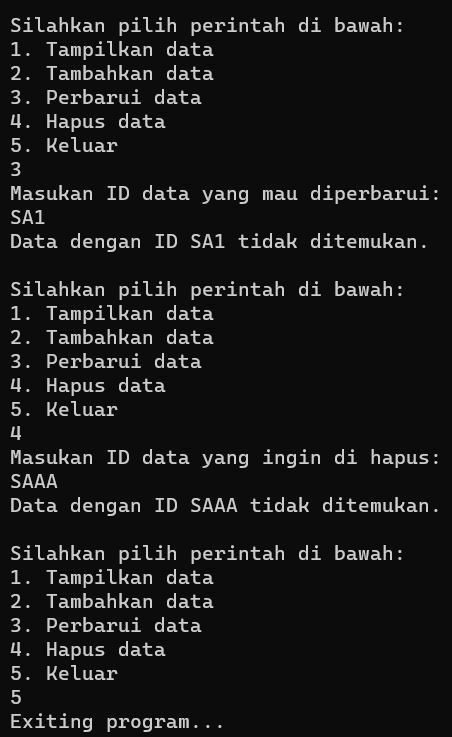 Silahkan pilih perintah di bawah:
1. Tampilkan data
2. Tambahkan data
3. Perbarui data
4. Hapus data
5. Keluar
3
Masukan ID data yang mau diperbarui:
SA1
Data dengan ID SA1 tidak ditemukan.

Silahkan pilih perintah di bawah:
1. Tampilkan data
2. Tambahkan data
3. Perbarui data
4. Hapus data
5. Keluar
4
Masukan ID data yang ingin di hapus:
SAAA
Data dengan ID SAAA tidak ditemukan.

Silahkan pilih perintah di bawah:
1. Tampilkan data
2. Tambahkan data
3. Perbarui data
4. Hapus data
5. Keluar
5
Exiting program...